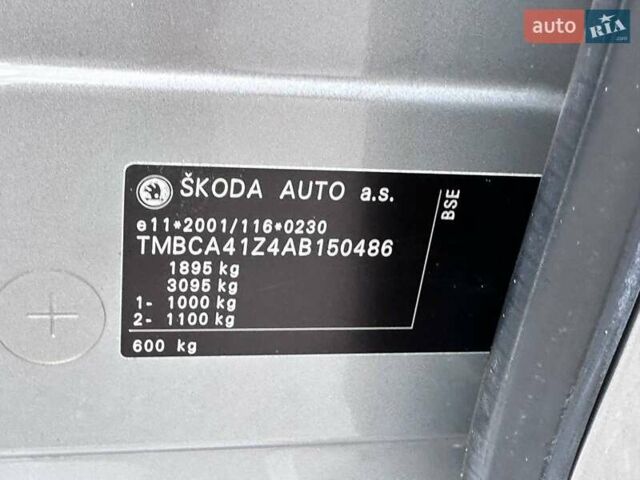 auto RIA.com
ŠKODA AUTO a.s.
BSE
e11*2001/116*0230
TMBCA41Z4AB150486
1895 kg
3095 kg
1- 1000 kg
2- 1100 kg
600 kg